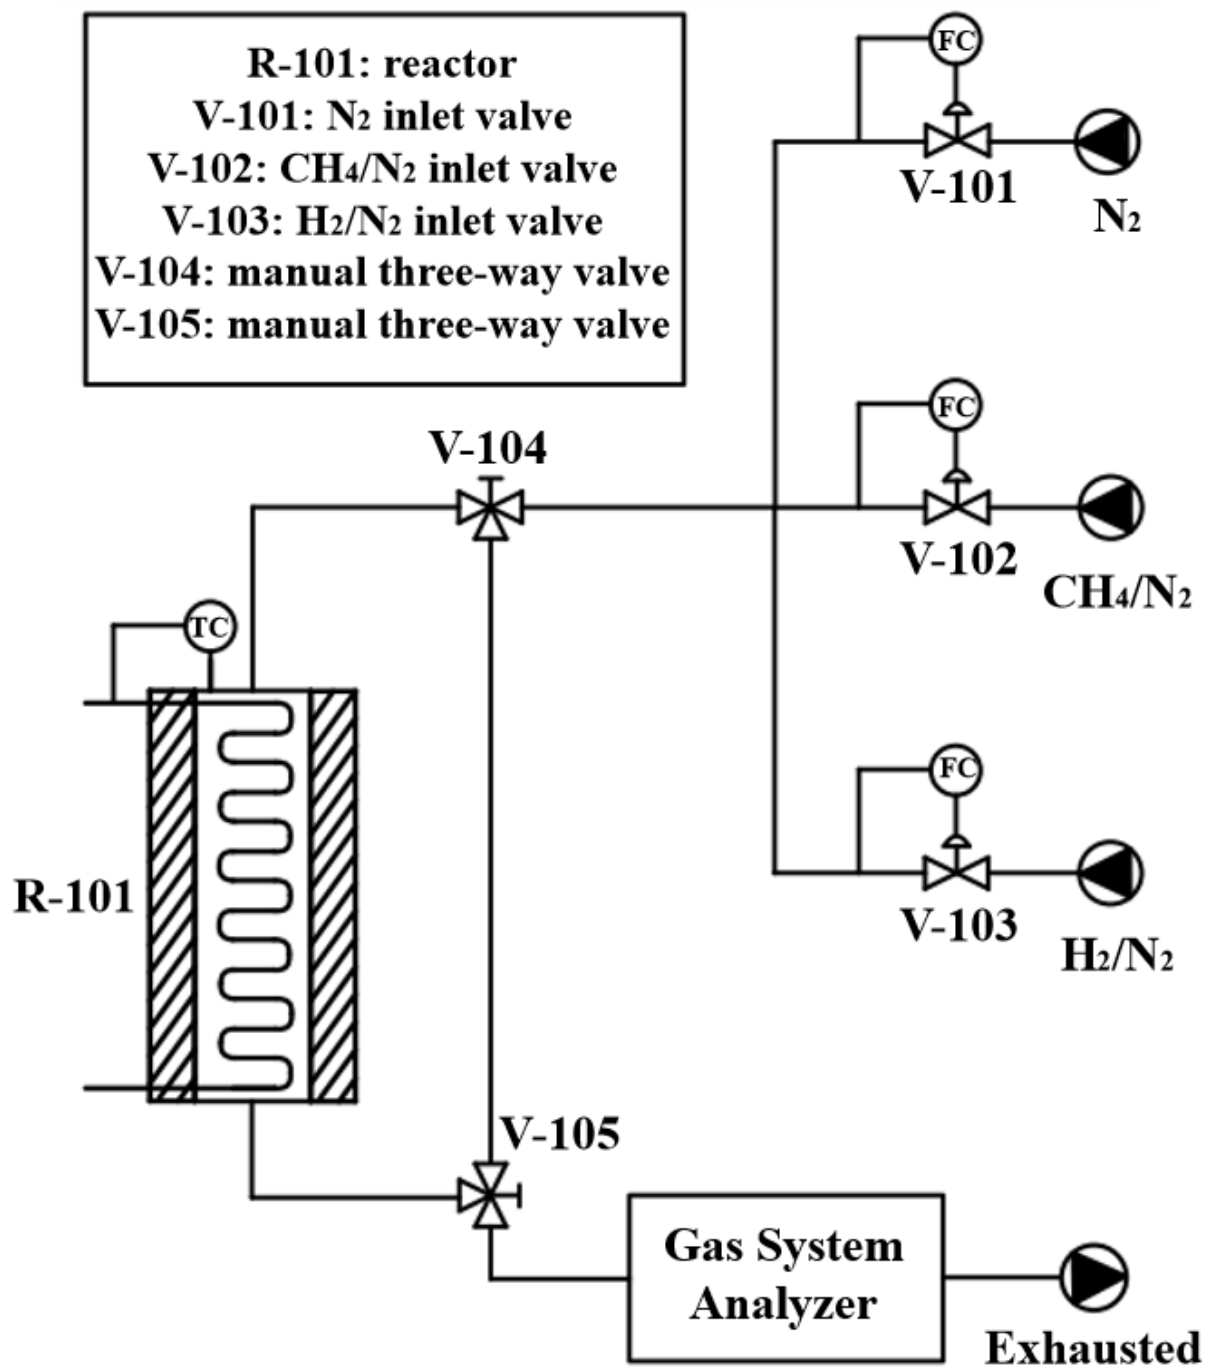 R-101: reactor
V-101: N2 inlet valve
V-102: CH4/N2 inlet valve
V-103: H2/N2 inlet valve
V-104: manual three-way valve
V-105: manual three-way valve
FC
V-101
N2
FC
V-104
V-102
CH4/N2
TC
FC
R-101
V-103
H2/N2
V-105
Gas System
Analyzer
Exhausted